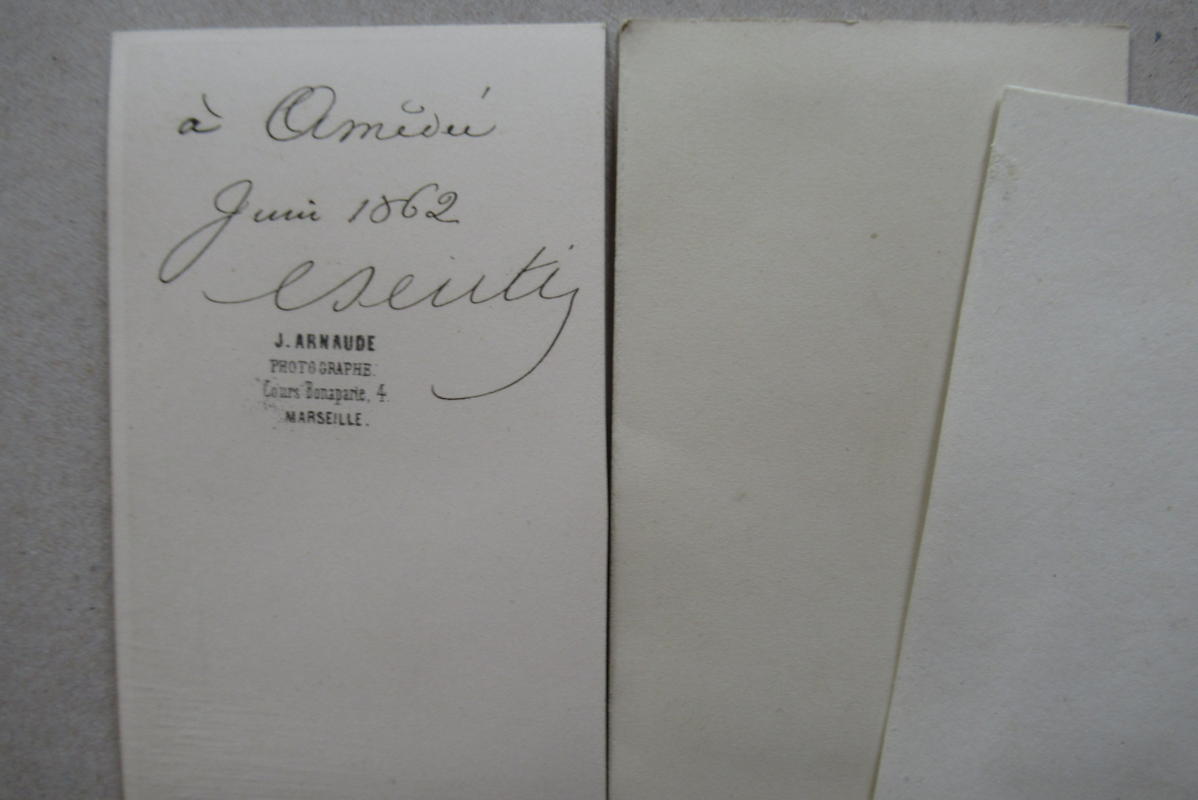 à Amédée
Juin 1862
J. ARNAUDE
PHOTOGRAPHE.
Cours Bonaparte, 4.
MARSEILLE.